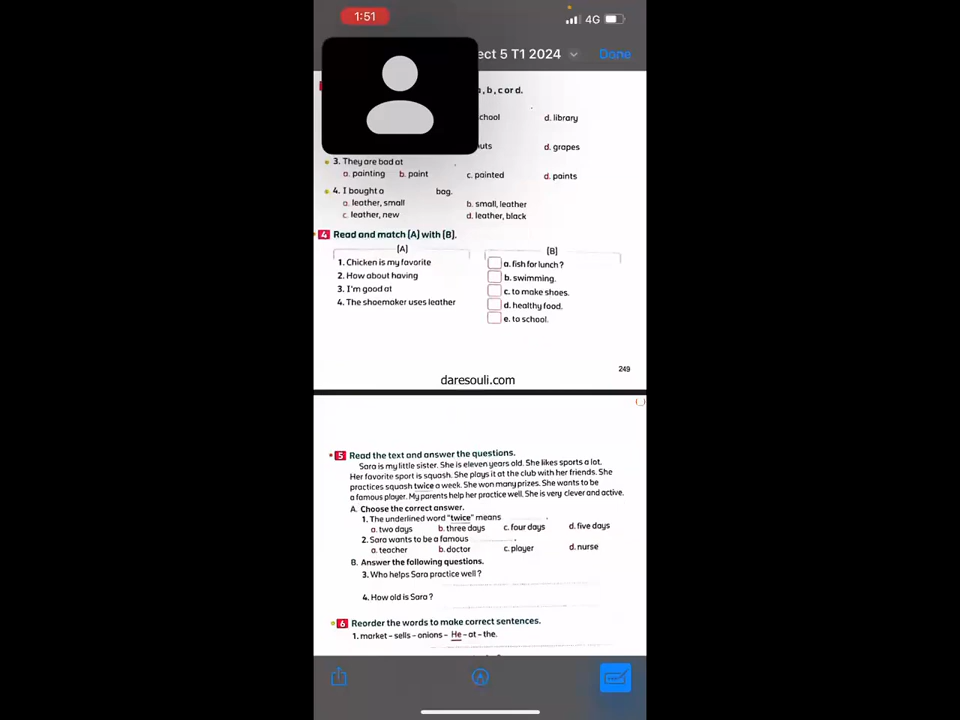 1:51
4G
ect 5 T1 2024
Done
a, b, c or d.
chool d. library
uts d. grapes
3. They are bad at
a. painting b. paint c. painted d. paints
4. I bought a bag.
a. leather, small b. small, leather
c. leather, new d. leather, black
4 Read and match (A) with (B).
(A) (B)
1. Chicken is my favorite a. fish for lunch?
2. How about having b. swimming.
3. I'm good at c. to make shoes.
4. The shoemaker uses leather d. healthy food.
e. to school.
249
daresouli.com
5 Read the text and answer the questions.
Sara is my little sister. She is eleven years old. She likes sports a lot.
Her favorite sport is squash. She plays it at the club with her friends. She
practices squash twice a week. She won many prizes. She wants to be
a famous player. My parents help her practice well. She is very clever and active.
A. Choose the correct answer.
1. The underlined word "twice" means .
a. two days b. three days c. four days d. five days
2. Sara wants to be a famous .
a. teacher b. doctor c. player d. nurse
B. Answer the following questions.
3. Who helps Sara practice well?
4. How old is Sara?
6 Reorder the words to make correct sentences.
1. market – sells – onions – He – at – the.